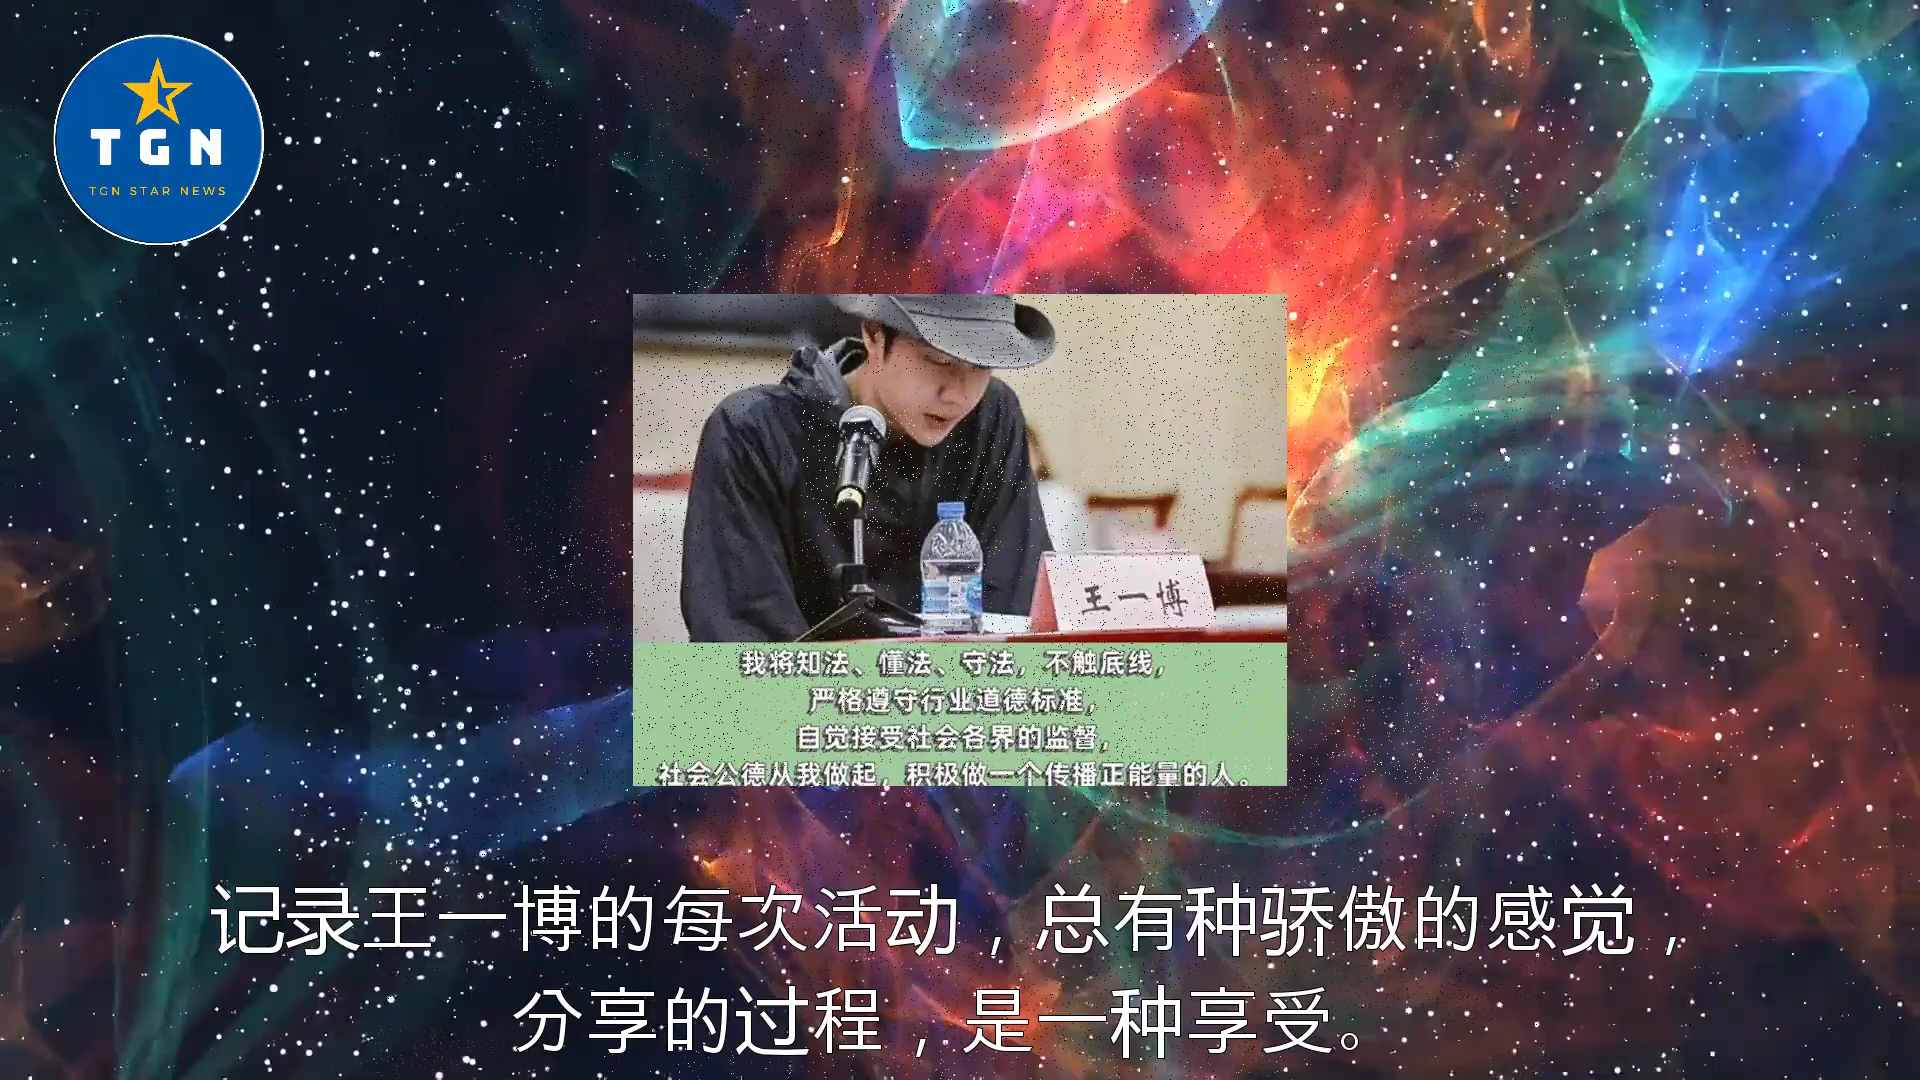 TGN
TGN STAR NEWS
王一博
我将知法、懂法、守法，不触底线，
严格遵守行业道德标准，
自觉接受社会各界的监督，
社会公德从我做起，积极做一个传播正能量的人。
记录王一博的每次活动，总有种骄傲的感觉，
分享的过程，是一种享受。